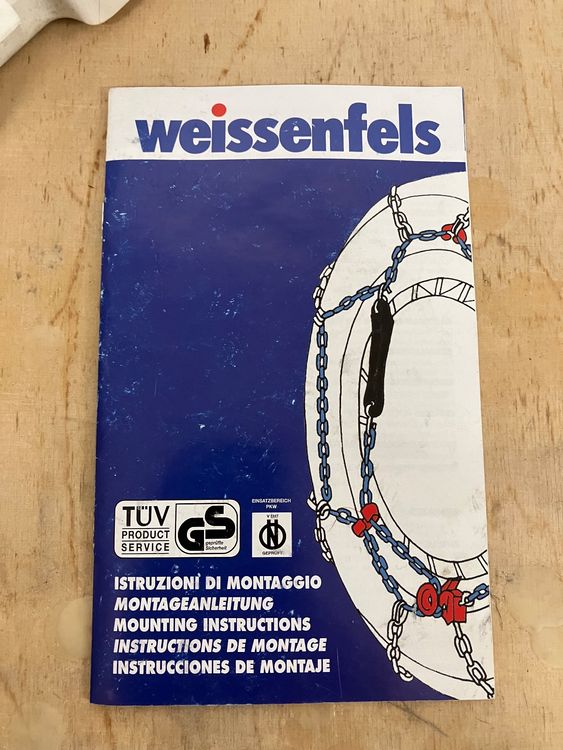 weissenfels
TÜV
PRODUCT
SERVICE
GS
geprüfte
Sicherheit
EINSATZBEREICH
PKW
GEPRÜFT
ISTRUZIONI DI MONTAGGIO
MONTAGEANLEITUNG
MOUNTING INSTRUCTIONS
INSTRUCTIONS DE MONTAGE
INSTRUCCIONES DE MONTAJE